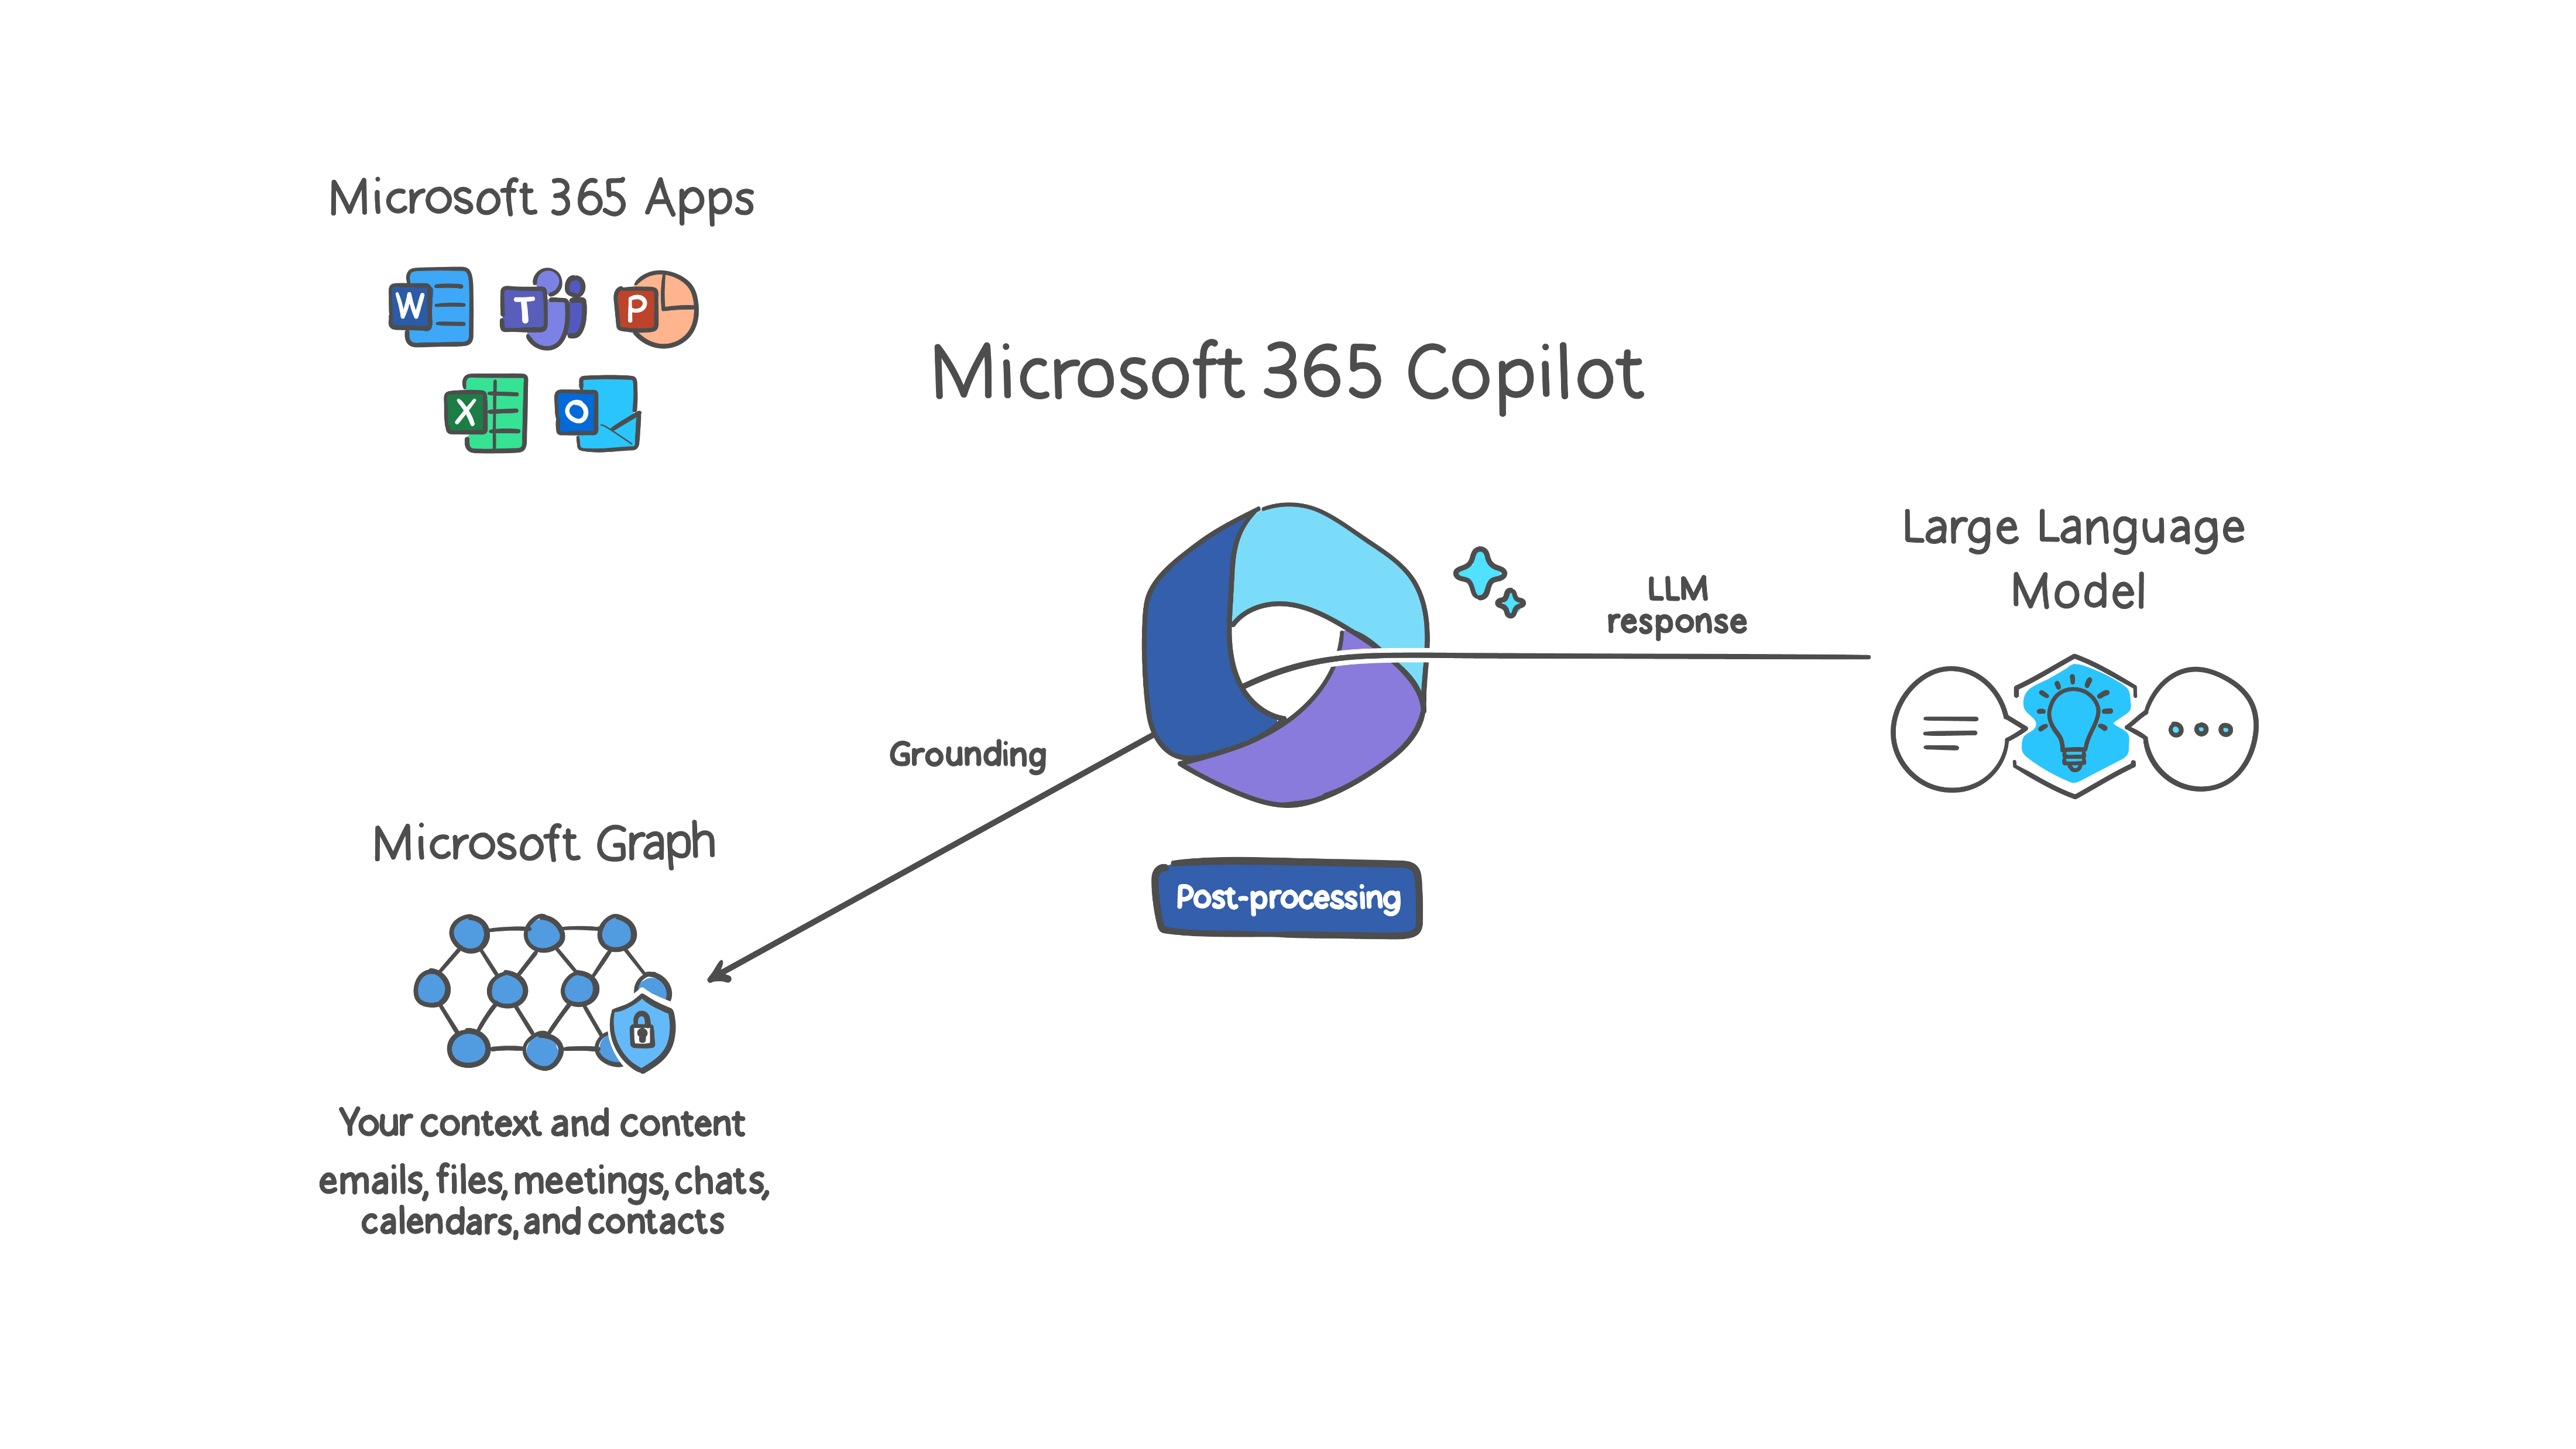 Microsoft 365 Apps
W
T
P
X
O
Microsoft 365 Copilot
Large Language
Model
LLM
response
Grounding
Post-processing
Microsoft Graph
Your context and content
emails, files, meetings, chats,
calendars, and contacts